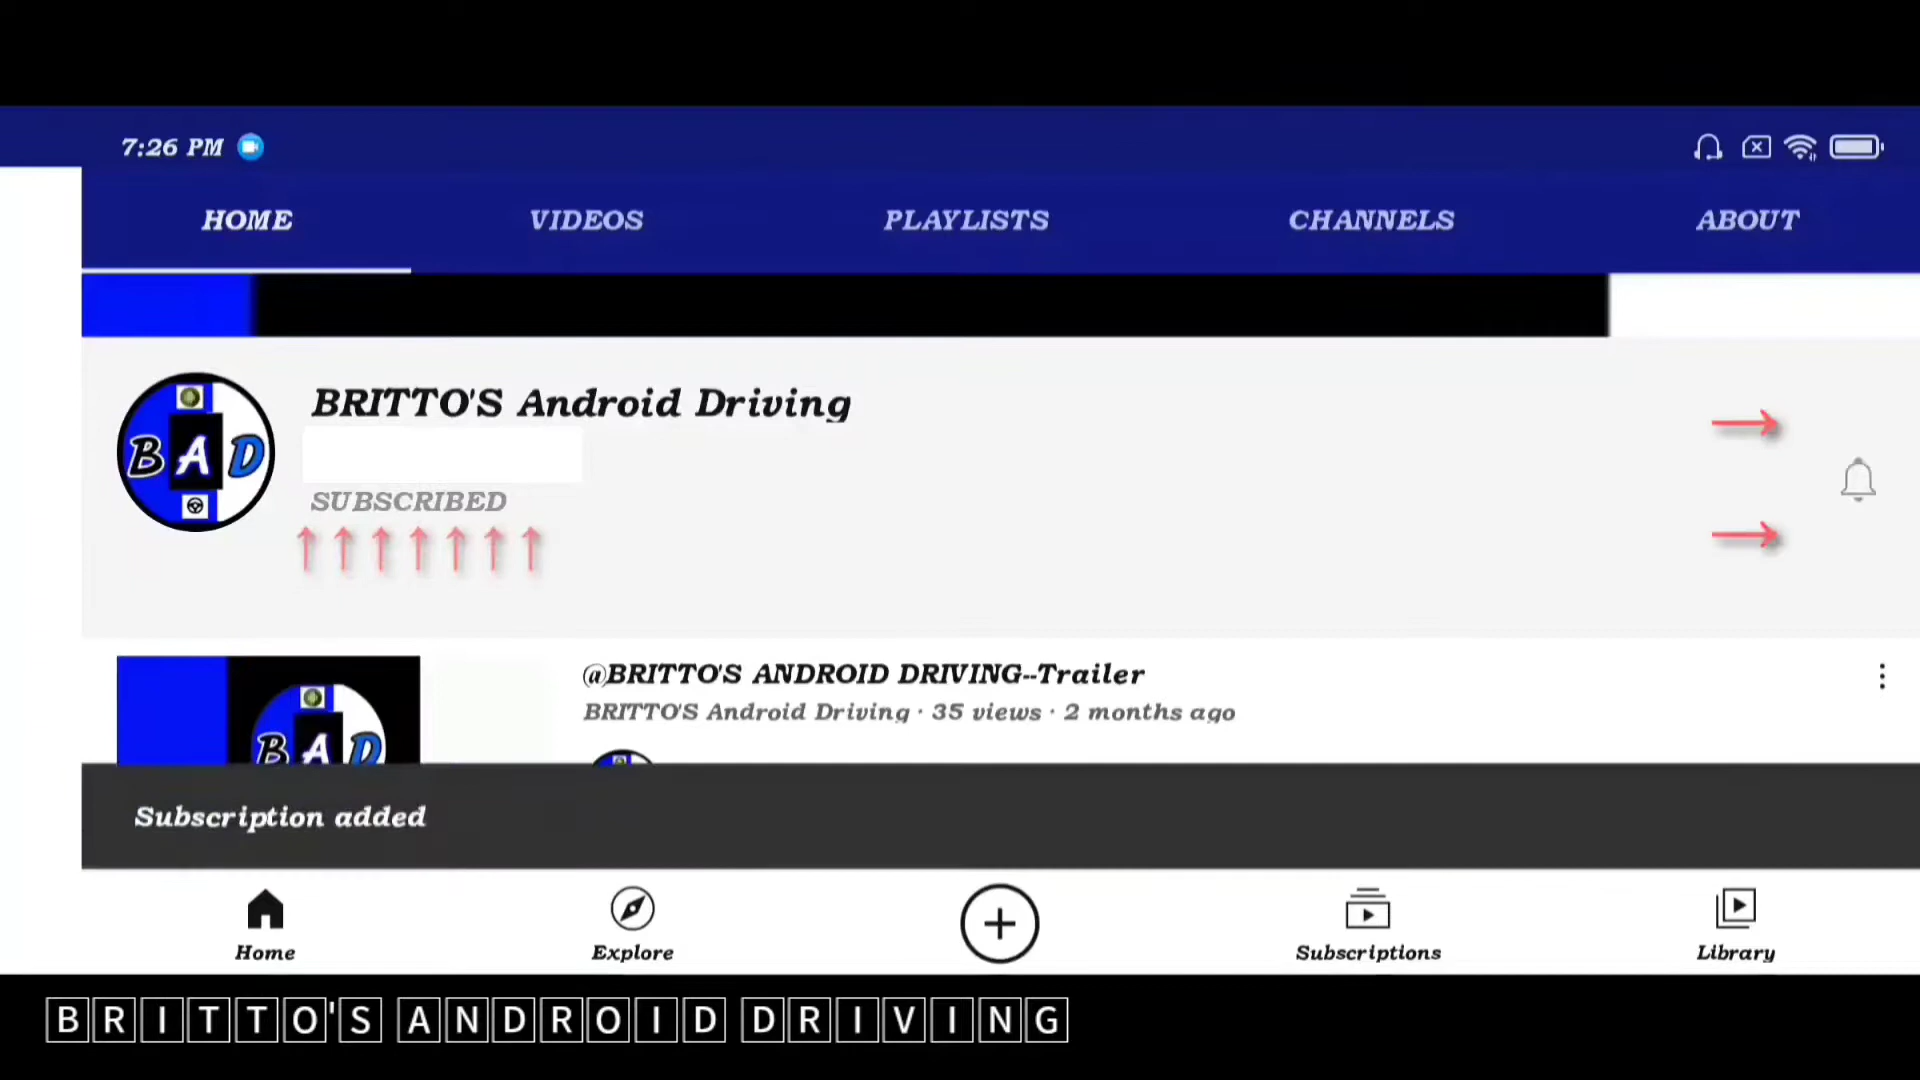 7:26 PM
HOME VIDEOS PLAYLISTS CHANNELS ABOUT
BAD
BRITTO'S Android Driving
SUBSCRIBED
@BRITTO'S ANDROID DRIVING--Trailer
BRITTO'S Android Driving · 35 views · 2 months ago
BAD
Subscription added
Home Explore Subscriptions Library
BRITTO'S ANDROID DRIVING